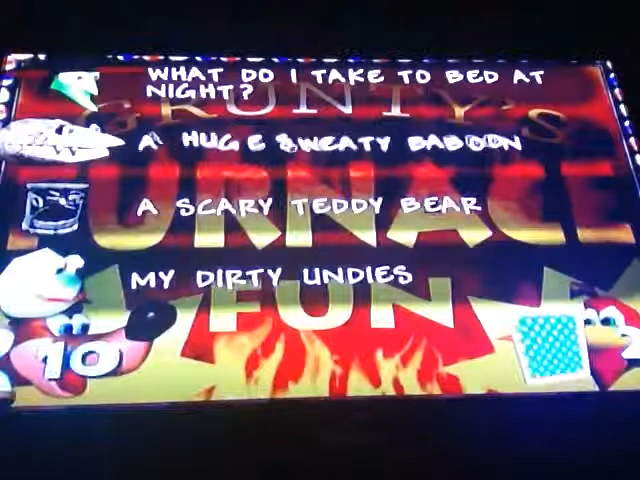 WHAT DO I TAKE TO BED AT
NIGHT?
GRUNTY'S
A HUGE SWEATY BABOON
FURNACE
A SCARY TEDDY BEAR
MY DIRTY UNDIES
FUN
10